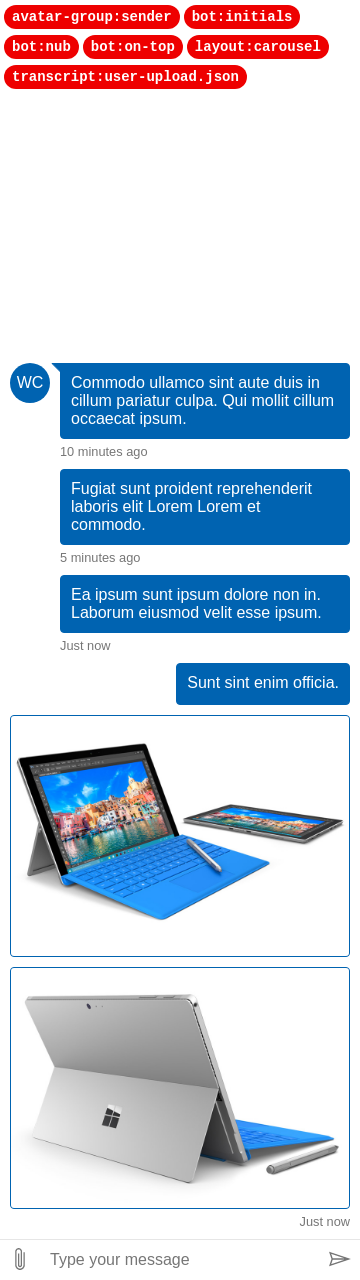 avatar-group:sender bot:initials
bot:nub bot:on-top layout:carousel
transcript:user-upload.json
WC
Commodo ullamco sint aute duis in
cillum pariatur culpa. Qui mollit cillum
occaecat ipsum.
10 minutes ago
Fugiat sunt proident reprehenderit
laboris elit Lorem Lorem et
commodo.
5 minutes ago
Ea ipsum sunt ipsum dolore non in.
Laborum eiusmod velit esse ipsum.
Just now
Sunt sint enim officia.
Just now
Type your message